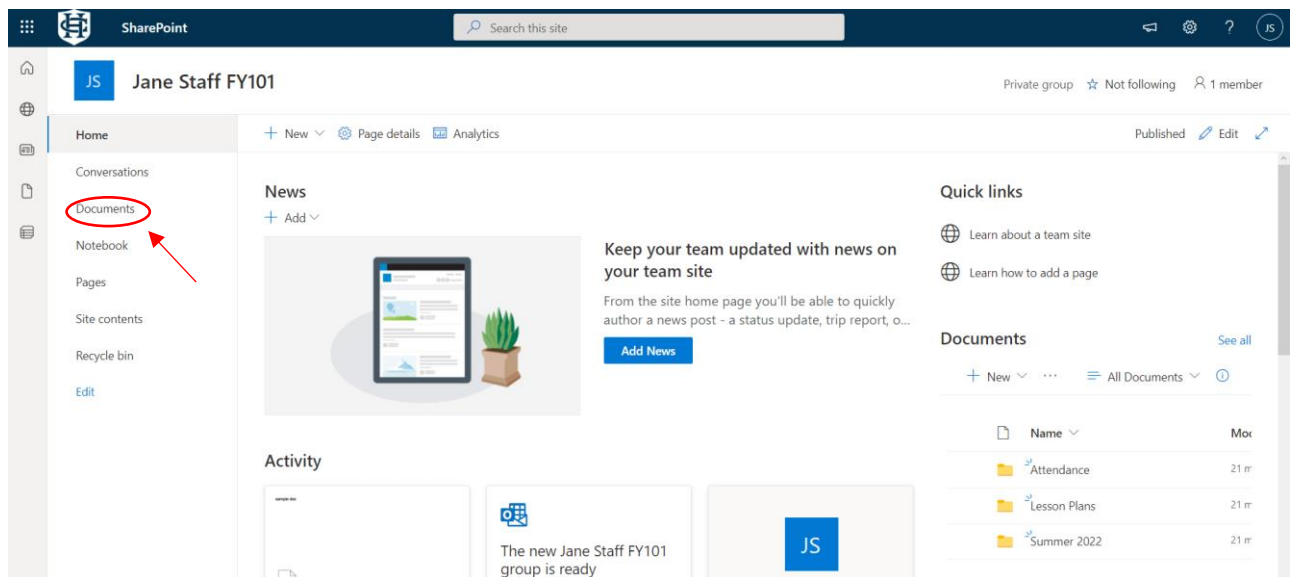 SharePoint
Search this site
?
JS
JS
Jane Staff FY101
Private group
Not following
1 member
Home
Conversations
Documents
Notebook
Pages
Site contents
Recycle bin
Edit
New
Page details
Analytics
Published
Edit
News
Add
Keep your team updated with news on
your team site
From the site home page you'll be able to quickly
author a news post - a status update, trip report, o...
Add News
Activity
sample doc
The new Jane Staff FY101
group is ready
JS
Quick links
Learn about a team site
Learn how to add a page
Documents
See all
New
...
All Documents
Name
Attendance
21 m
Lesson Plans
21 m
Summer 2022
21 m